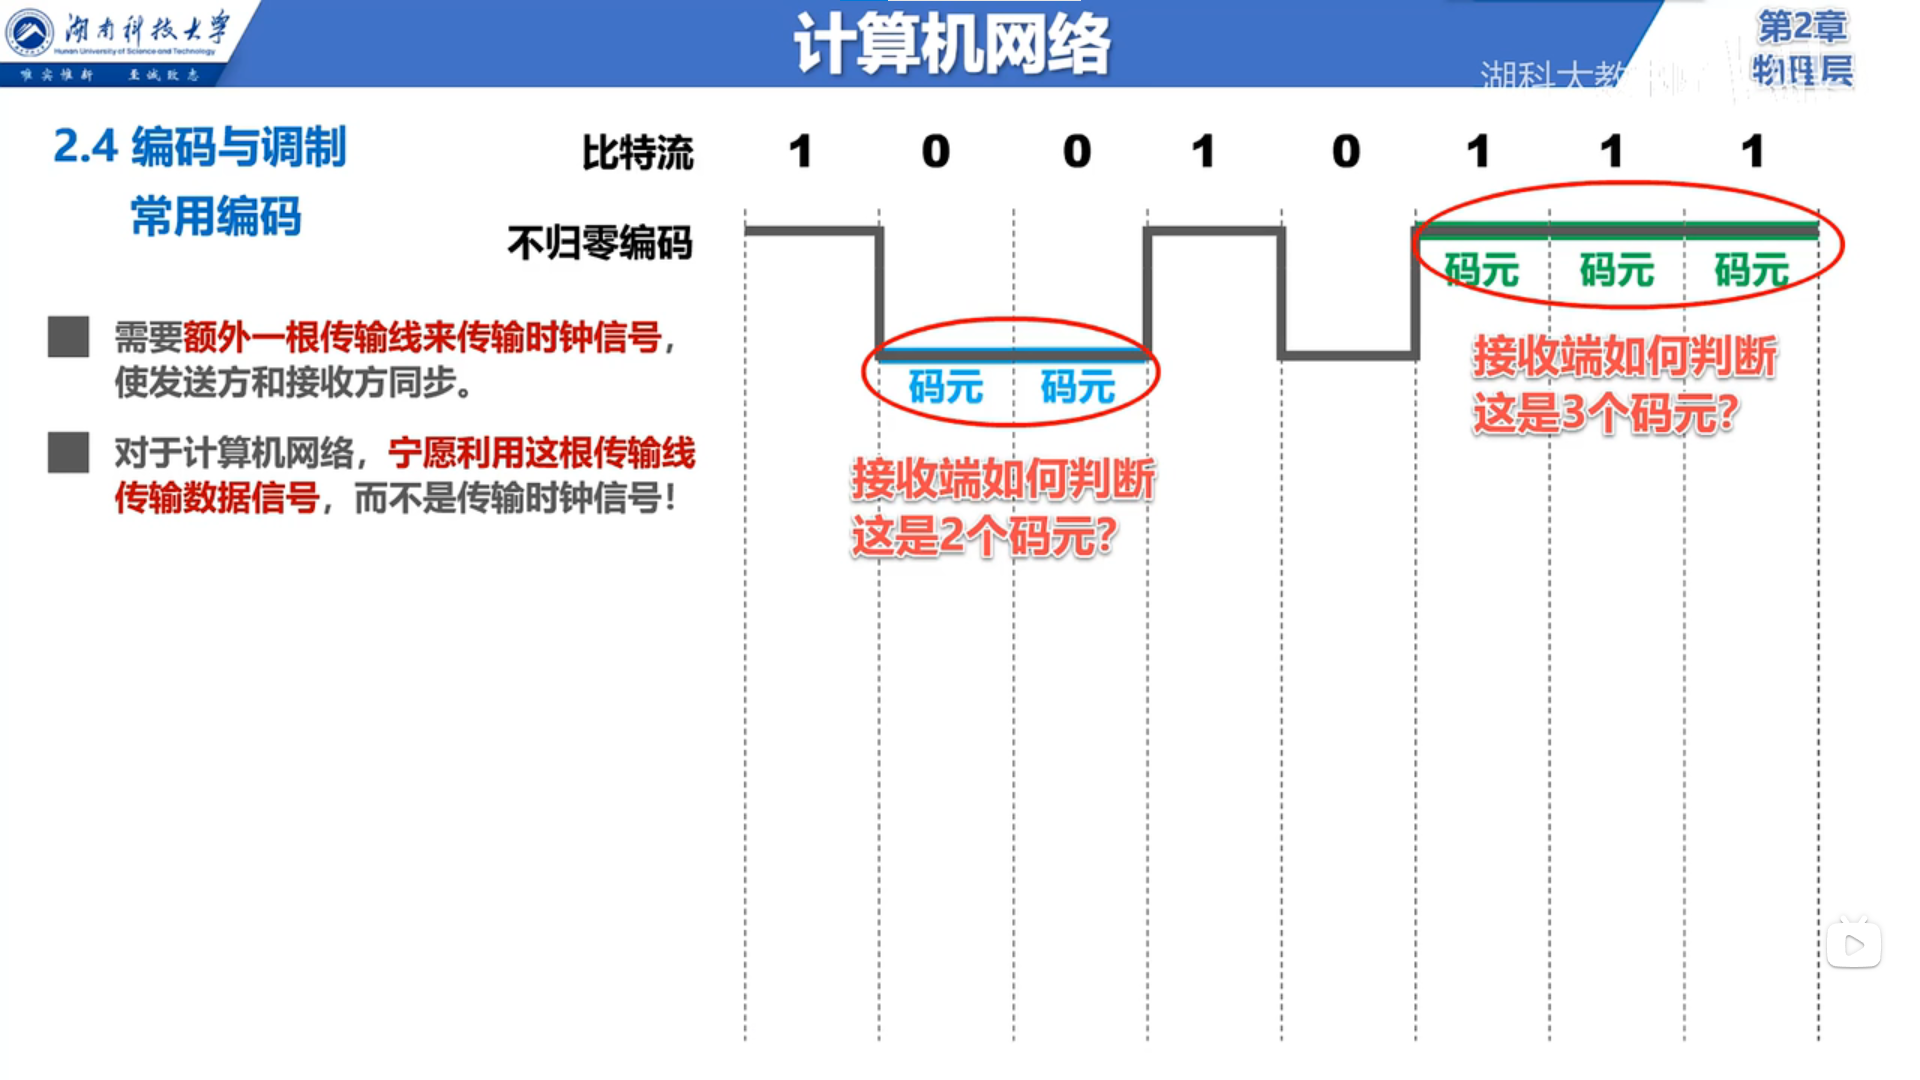 湖南科技大学
Hunan University of Science and Technology
唯实惟新 至诚致志
计算机网络
第2章
物理层
湖科大教
2.4 编码与调制
常用编码
比特流 1 0 0 1 0 1 1 1
不归零编码
码元 码元 码元
码元 码元
需要额外一根传输线来传输时钟信号，
使发送方和接收方同步。
对于计算机网络，宁愿利用这根传输线
传输数据信号，而不是传输时钟信号！
接收端如何判断
这是2个码元？
接收端如何判断
这是3个码元？